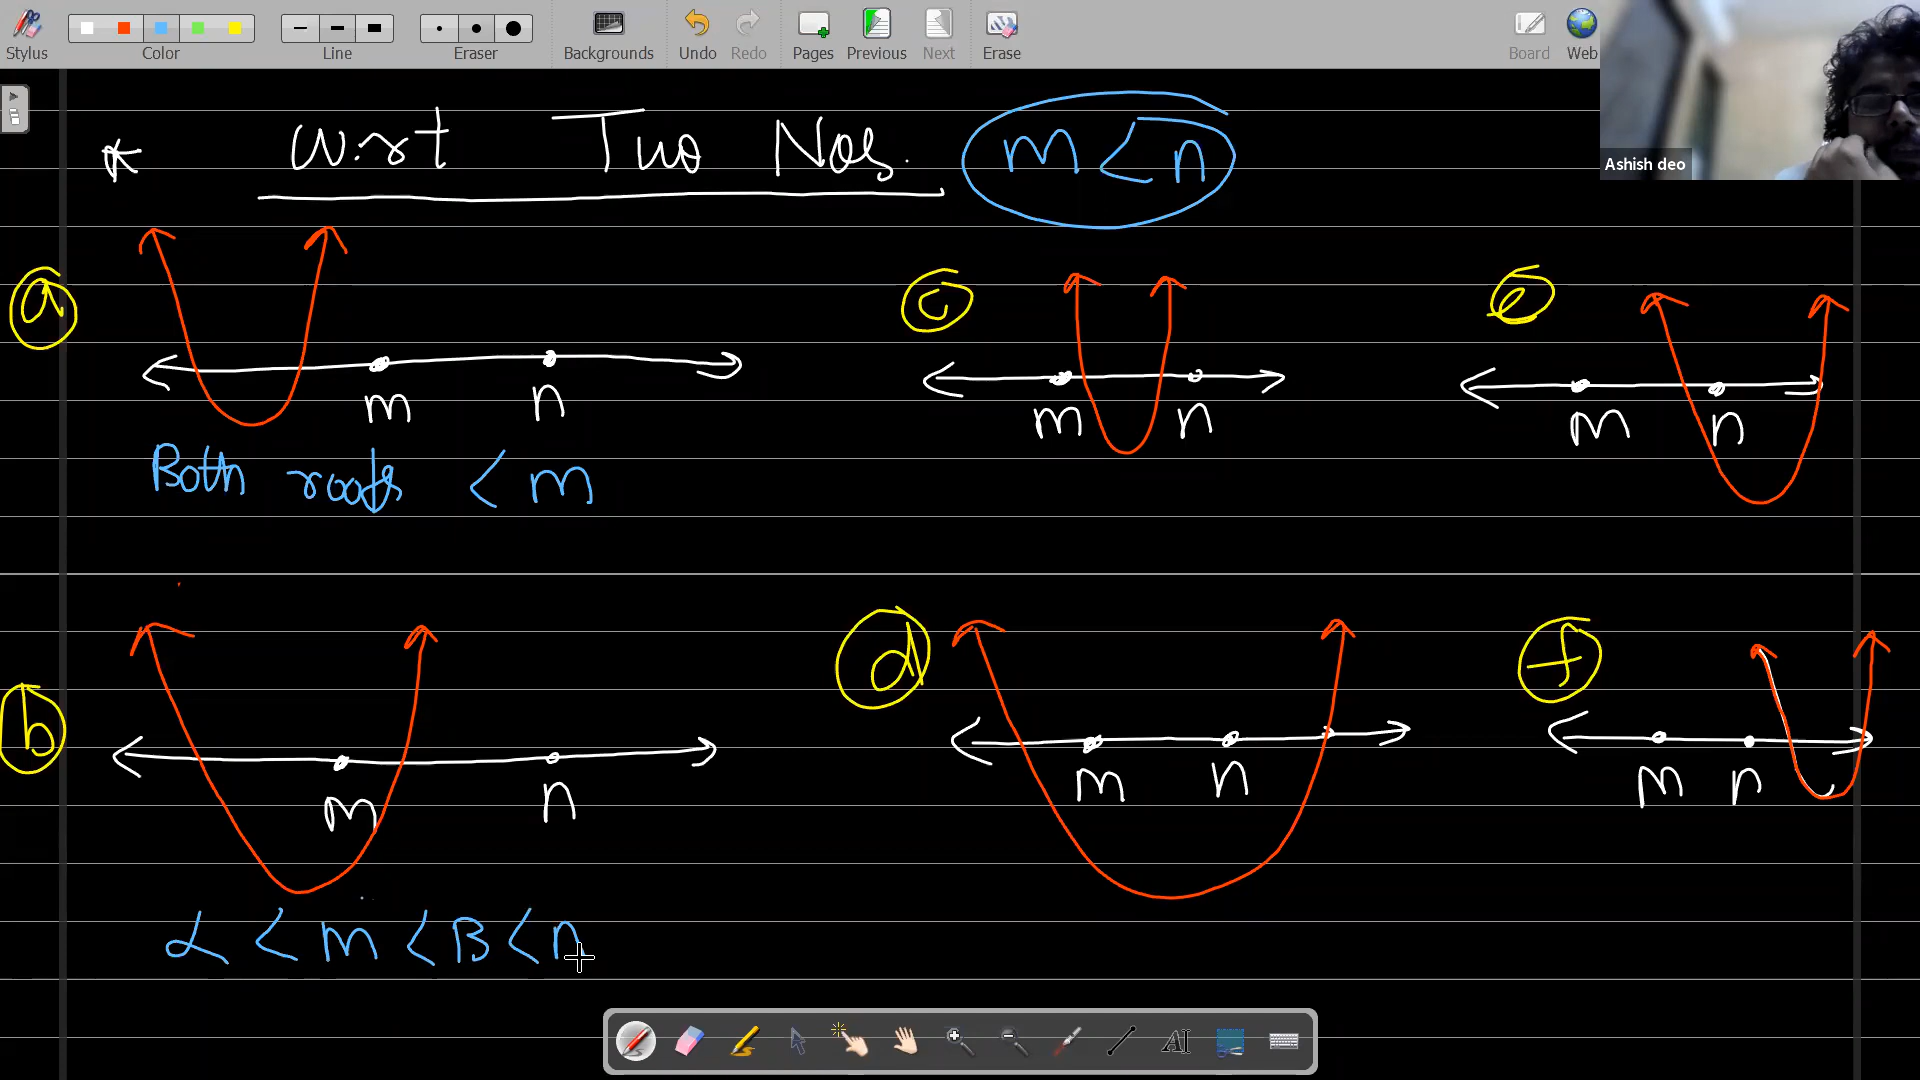 Stylus
Color
Line
Eraser
Backgrounds
Undo
Redo
Pages
Previous
Next
Erase
Board
Web
Ashish deo
* W.r.t Two Nos. m < n
a
m n
Both roots < m
c
m n
e
m n
b
m n
α < m < B < n
d
m n
f
m n
AI